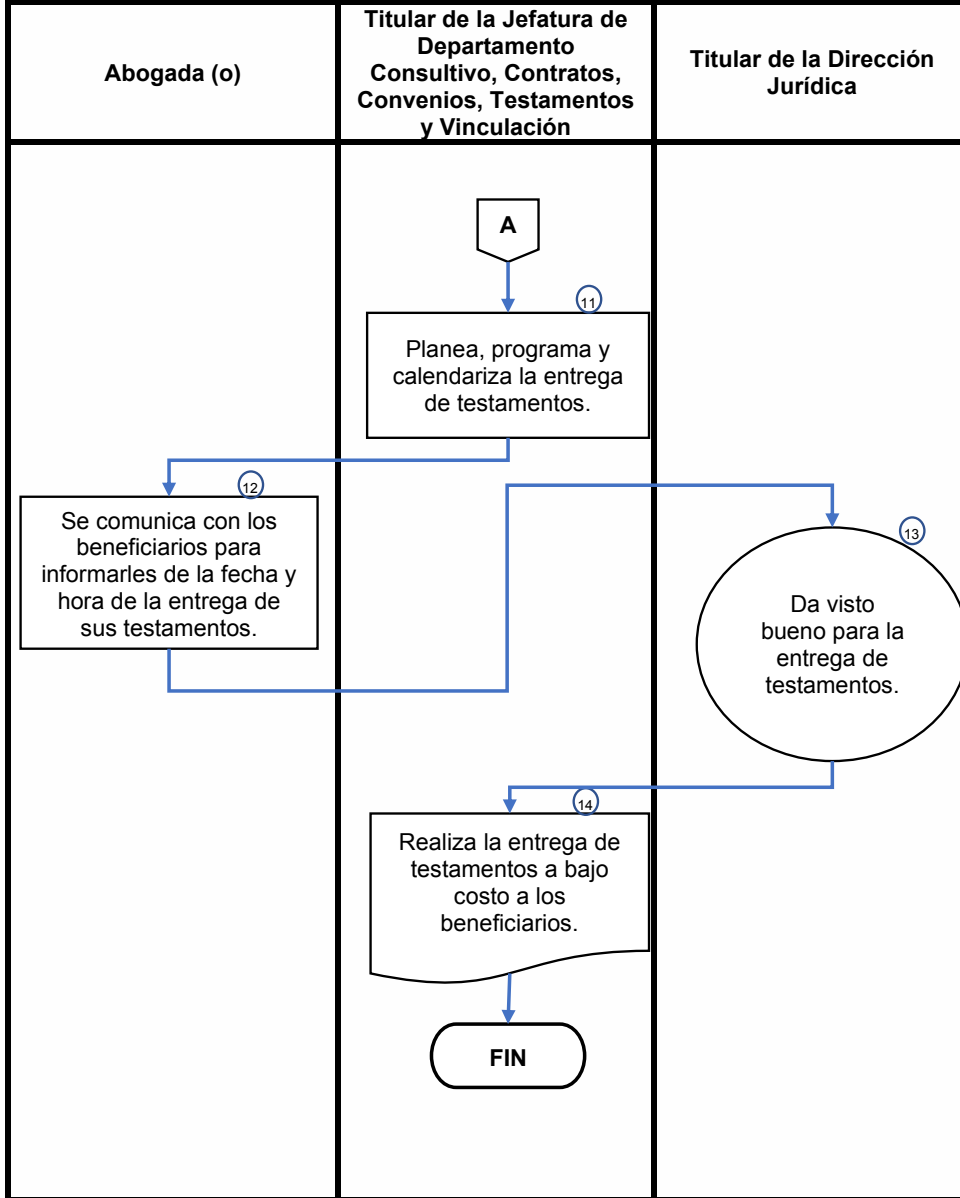 Abogada (o)
Titular de la Jefatura de
Departamento
Consultivo, Contratos,
Convenios, Testamentos
y Vinculación
Titular de la Dirección
Jurídica
A
11
Planea, programa y
calendariza la entrega
de testamentos.
12
Se comunica con los
beneficiarios para
informarles de la fecha y
hora de la entrega de
sus testamentos.
13
Da visto
bueno para la
entrega de
testamentos.
14
Realiza la entrega de
testamentos a bajo
costo a los
beneficiarios.
FIN